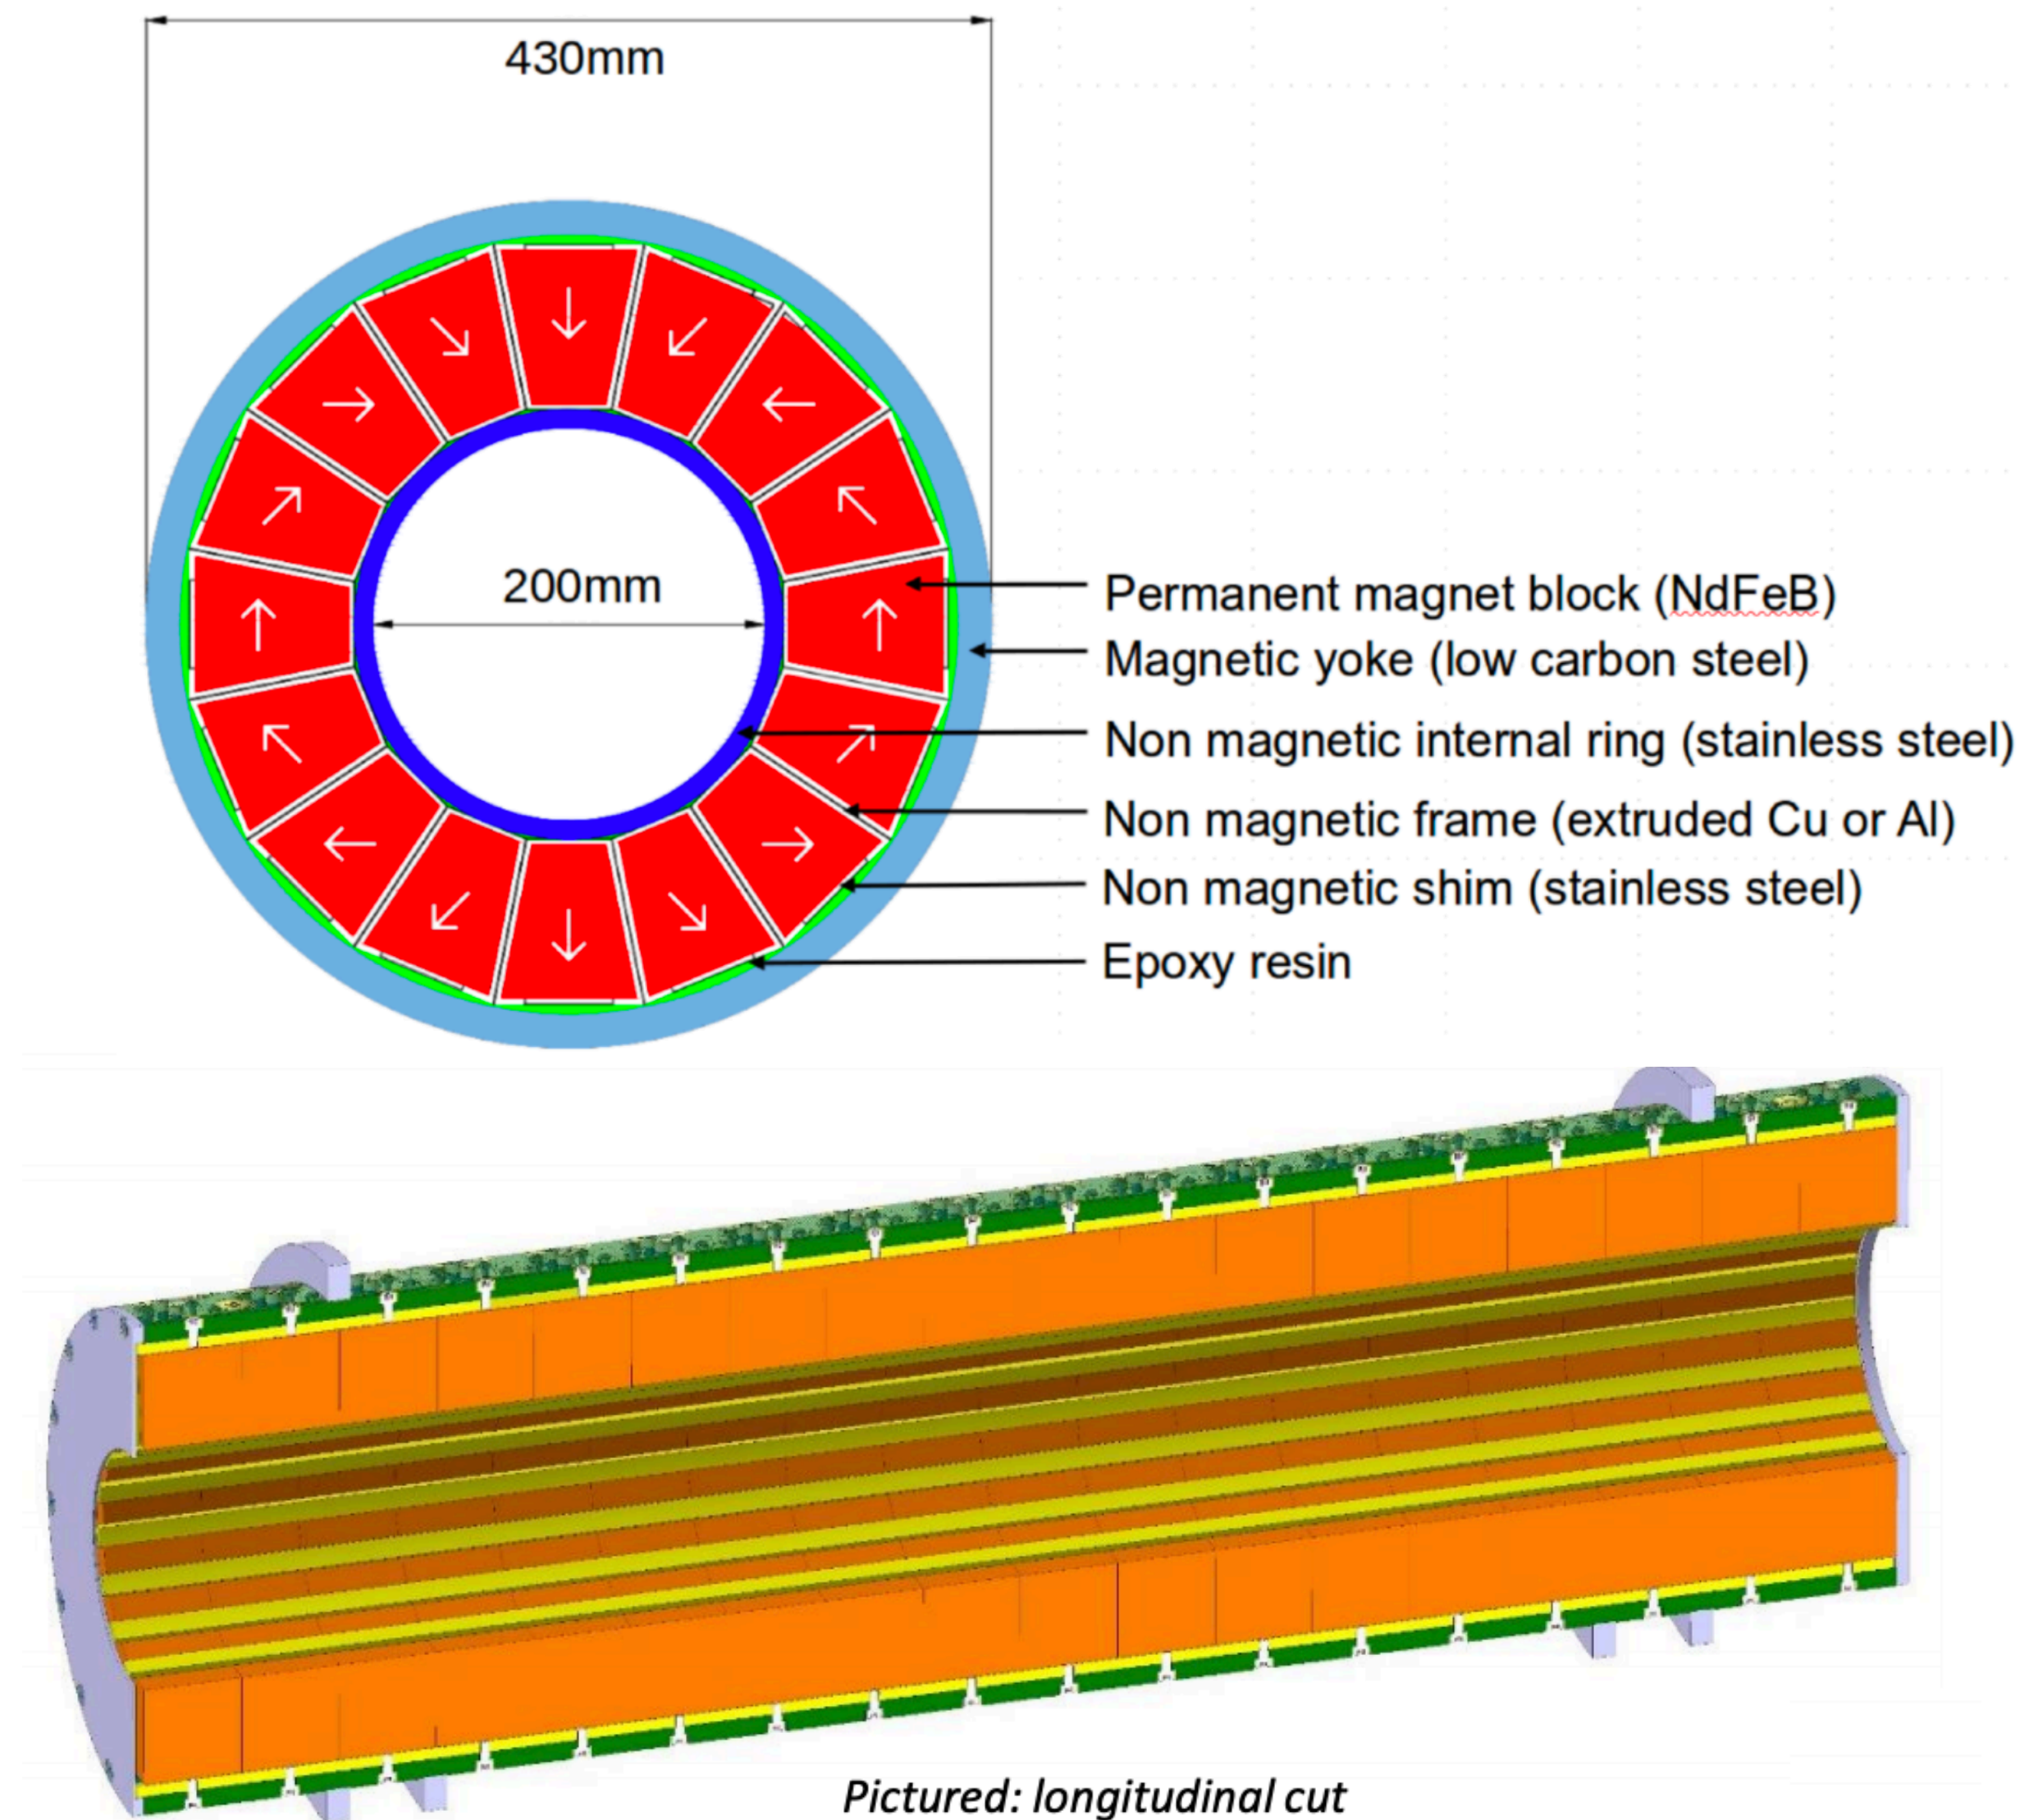 430mm
200mm
Permanent magnet block (NdFeB)
Magnetic yoke (low carbon steel)
Non magnetic internal ring (stainless steel)
Non magnetic frame (extruded Cu or Al)
Non magnetic shim (stainless steel)
Epoxy resin
Pictured: longitudinal cut